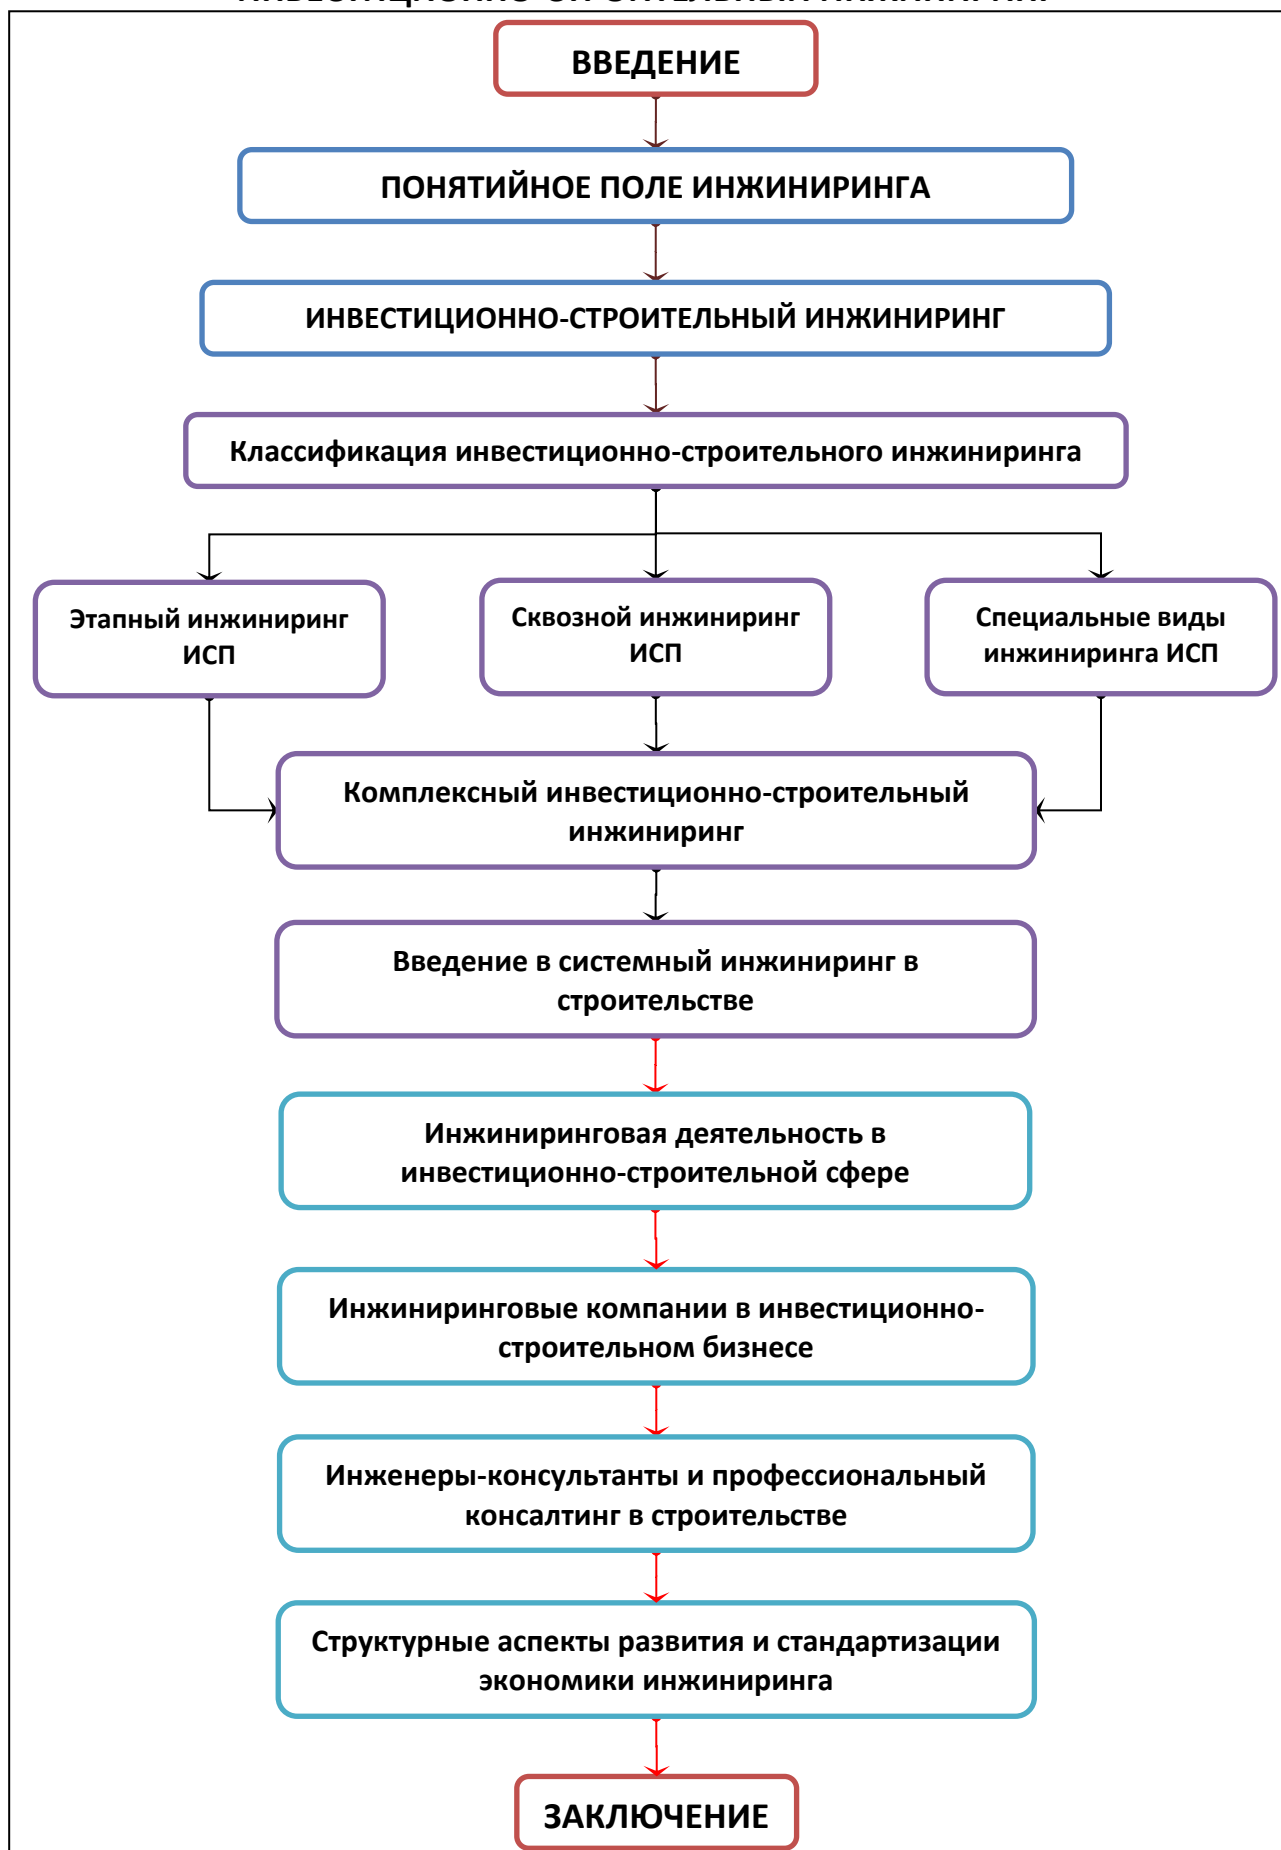 ВВЕДЕНИЕ
ПОНЯТИЙНОЕ ПОЛЕ ИНЖИНИРИНГА
ИНВЕСТИЦИОННО-СТРОИТЕЛЬНЫЙ ИНЖИНИРИНГ
Классификация инвестиционно-строительного инжиниринга
Этапный инжиниринг
ИСП
Сквозной инжиниринг
ИСП
Специальные виды
инжиниринга ИСП
Комплексный инвестиционно-строительный
инжиниринг
Введение в системный инжиниринг в
строительстве
Инжиниринговая деятельность в
инвестиционно-строительной сфере
Инжиниринговые компании в инвестиционно-
строительном бизнесе
Инженеры-консультанты и профессиональный
консалтинг в строительстве
Структурные аспекты развития и стандартизации
экономики инжиниринга
ЗАКЛЮЧЕНИЕ